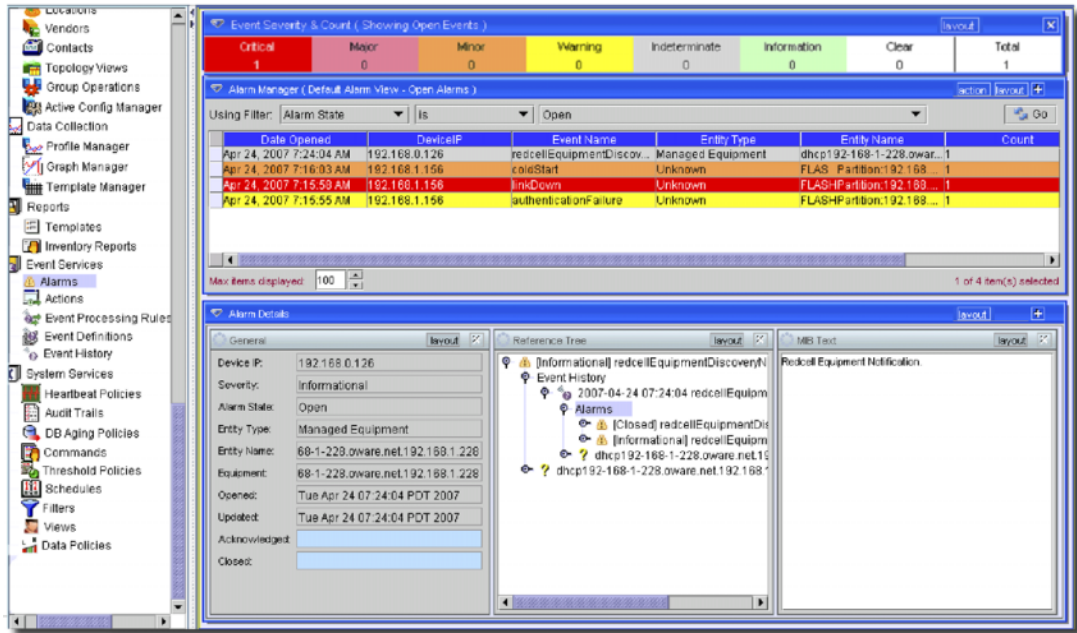 Locations
Vendors
Contacts
Topology Views
Group Operations
Active Config Manager
Data Collection
Profile Manager
Graph Manager
Template Manager
Reports
Templates
Inventory Reports
Event Services
Alarms
Actions
Event Processing Rules
Event Definitions
Event History
System Services
Heartbeat Policies
Audit Trails
DB Aging Policies
Commands
Threshold Policies
Schedules
Filters
Views
Data Policies
Event Severity & Count ( Showing Open Events ) layout
Critical Major Minor Warning Indeterminate Information Clear Total
1 0 0 0 0 0 0 1
Alarm Manager ( Default Alarm View - Open Alarms ) action layout
Using Filter: Alarm State is Open Go
Date Opened DeviceIP Event Name Entity Type Entity Name Count
Apr 24, 2007 7:24:04 AM 192.168.0.126 redcellEquipmentDiscov... Managed Equipment dhcp192-168-1-228.owar... 1
Apr 24, 2007 7:16:03 AM 192.168.1.156 coldStart Unknown FLAS Partition:192.168.... 1
Apr 24, 2007 7:15:58 AM 192.168.1.156 linkDown Unknown FLASHPartition:192.168.... 1
Apr 24, 2007 7:15:55 AM 192.168.1.156 authenticationFailure Unknown FLASHPartition:192.168.... 1
Max items displayed: 100 1 of 4 item(s) selected
Alarm Details layout
General layout
Device IP: 192.168.0.126
Severity: Informational
Alarm State: Open
Entity Type: Managed Equipment
Entity Name: 68-1-228.oware.net.192.168.1.228
Equipment: 68-1-228.oware.net.192.168.1.228
Opened: Tue Apr 24 07:24:04 PDT 2007
Updated: Tue Apr 24 07:24:04 PDT 2007
Acknowledged:
Closed:
Reference Tree layout
[Informational] redcellEquipmentDiscoveryN
Event History
2007-04-24 07:24:04 redcellEquipm
Alarms
[Closed] redcellEquipmentDis
[Informational] redcellEquipm
dhcp192-168-1-228.oware.net.19
dhcp192-168-1-228.oware.net.192.168.
MIB Text layout
Redcell Equipment Notification.